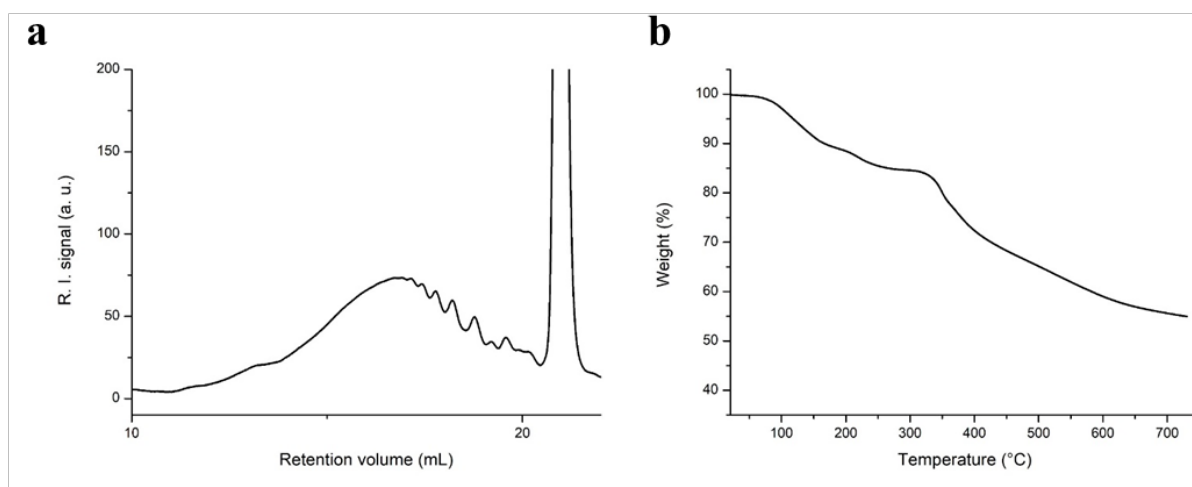 a
200
150
100
50
0
R. I. signal (a. u.)
10
20
Retention volume (mL)
b
100
90
80
70
60
50
40
Weight (%)
100 200 300 400 500 600 700
Temperature (°C)